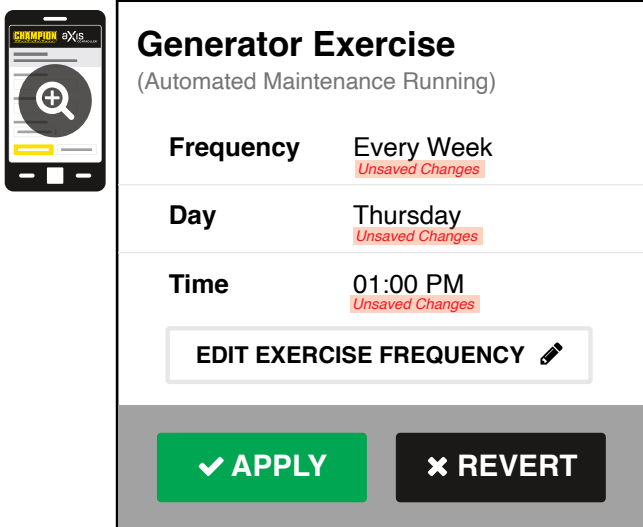 CHAMPION aXis
CONTROLLER
Generator Exercise
(Automated Maintenance Running)
Frequency Every Week
Unsaved Changes
Day Thursday
Unsaved Changes
Time 01:00 PM
Unsaved Changes
EDIT EXERCISE FREQUENCY
APPLY REVERT